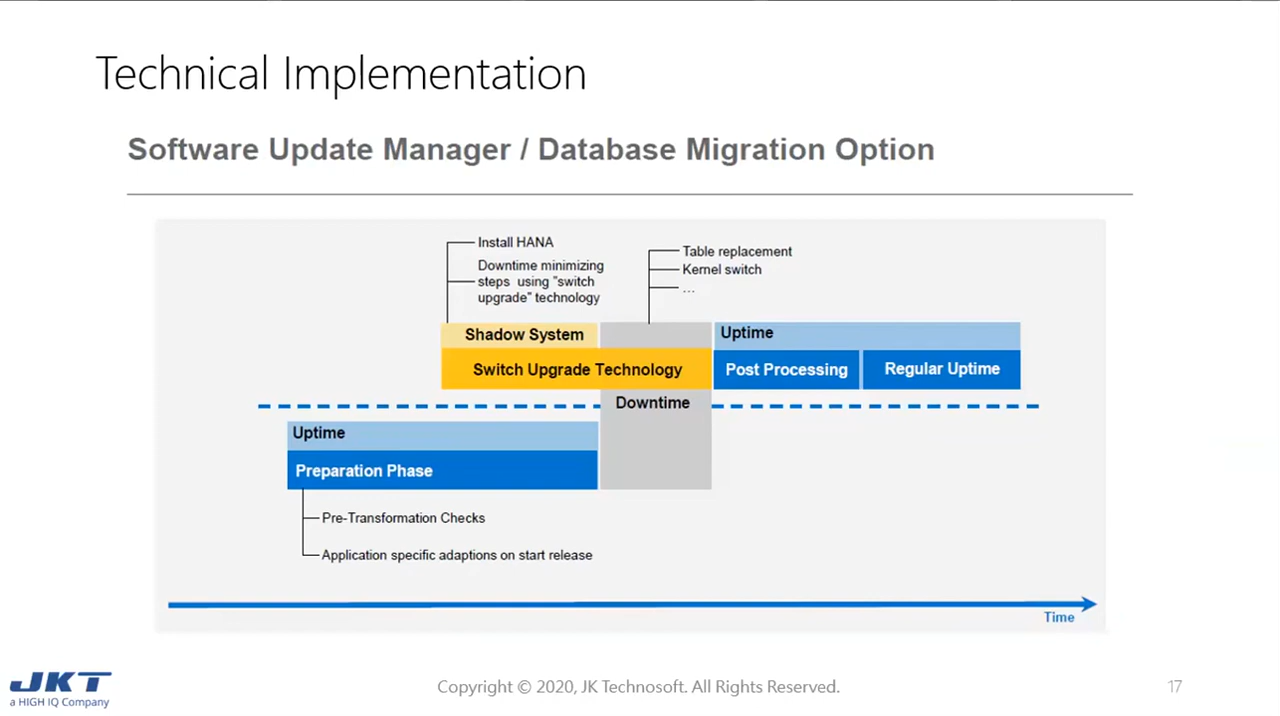 Technical Implementation
Software Update Manager / Database Migration Option
Install HANA
Downtime minimizing
steps using "switch
upgrade" technology
Table replacement
Kernel switch
...
Shadow System
Uptime
Switch Upgrade Technology
Post Processing
Regular Uptime
Downtime
Uptime
Preparation Phase
Pre-Transformation Checks
Application specific adaptions on start release
Time
JKT
a HIGH IQ Company
Copyright © 2020, JK Technosoft. All Rights Reserved.
17